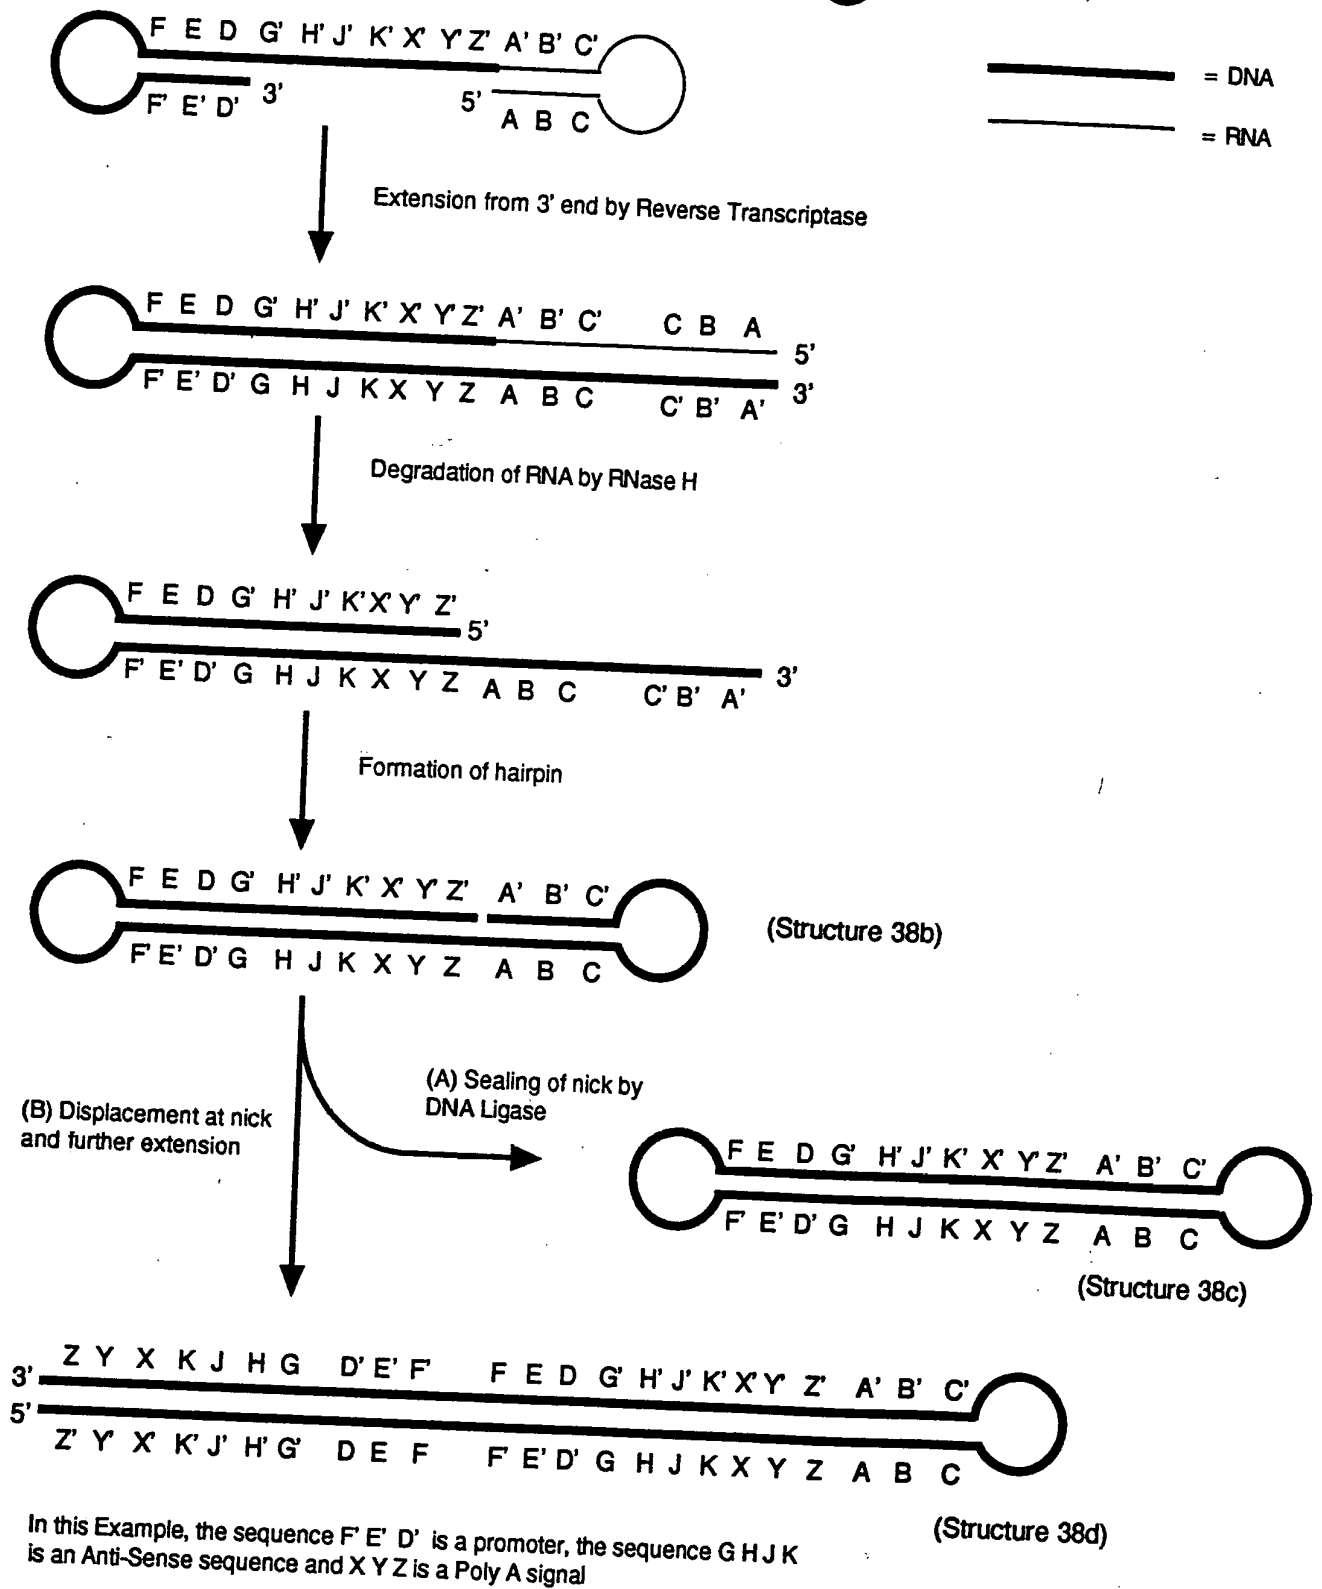 F E D G' H' J' K' X' Y' Z' A' B' C'
F' E' D' 3' 5' A B C
= DNA
= RNA
Extension from 3' end by Reverse Transcriptase
F E D G' H' J' K' X' Y' Z' A' B' C' C B A
5'
F' E' D' G H J K X Y Z A B C C' B' A' 3'
Degradation of RNA by RNase H
F E D G' H' J' K' X' Y' Z'
5'
F' E' D' G H J K X Y Z A B C C' B' A' 3'
Formation of hairpin
F E D G' H' J' K' X' Y' Z' A' B' C'
F' E' D' G H J K X Y Z A B C
(Structure 38b)
(A) Sealing of nick by
DNA Ligase
(B) Displacement at nick
and further extension
F E D G' H' J' K' X' Y' Z' A' B' C'
F' E' D' G H J K X Y Z A B C
(Structure 38c)
3' Z Y X K J H G D' E' F' F E D G' H' J' K' X' Y' Z' A' B' C'
5' Z' Y' X' K' J' H' G' D E F F' E' D' G H J K X Y Z A B C
(Structure 38d)
In this Example, the sequence F' E' D' is a promoter, the sequence G H J K
is an Anti-Sense sequence and X Y Z is a Poly A signal